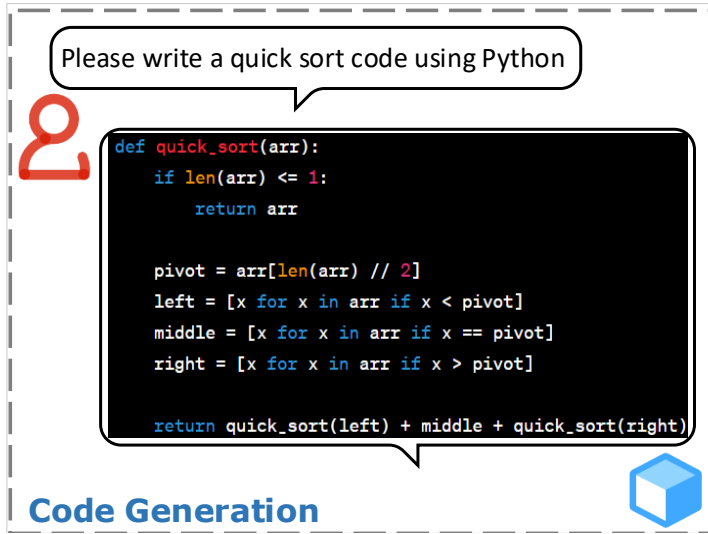 Please write a quick sort code using Python
def quick_sort(arr):
    if len(arr) <= 1:
        return arr
    pivot = arr[len(arr) // 2]
    left = [x for x in arr if x < pivot]
    middle = [x for x in arr if x == pivot]
    right = [x for x in arr if x > pivot]
    return quick_sort(left) + middle + quick_sort(right)
Code Generation